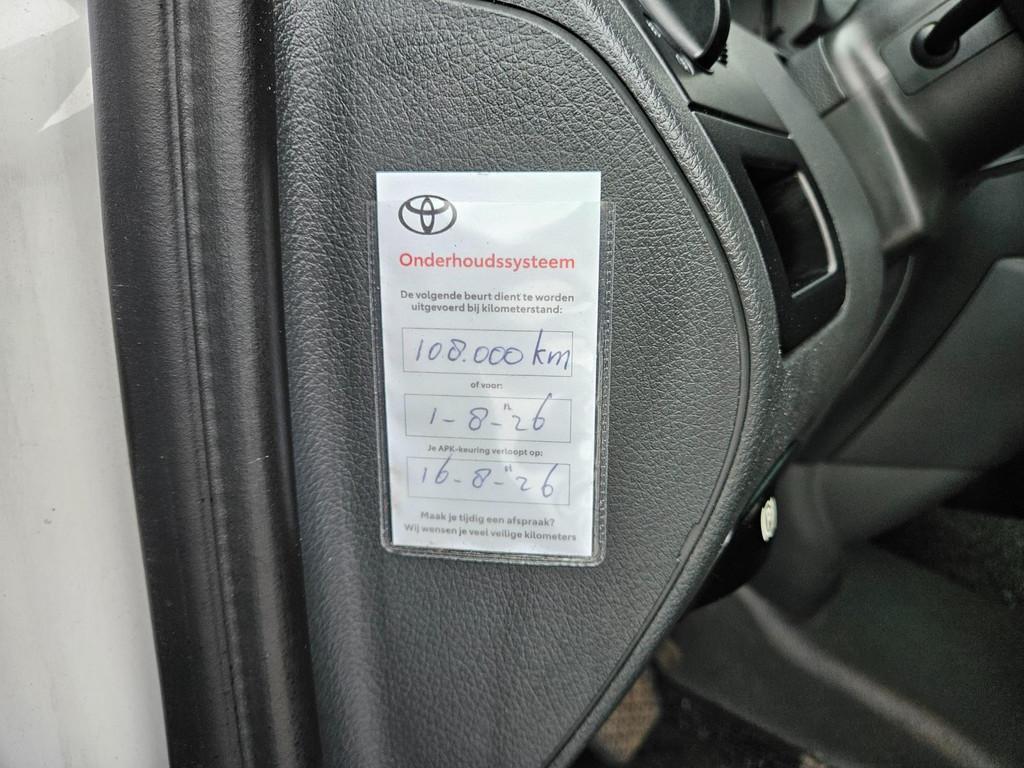 Onderhoudssysteem
De volgende beurt dient te worden
uitgevoerd bij kilometerstand:
108.000 km
of voor:
1-8-"26
Je APK-keuring verloopt op:
16-8-"26
Maak je tijdig een afspraak?
Wij wensen je veel veilige kilometers